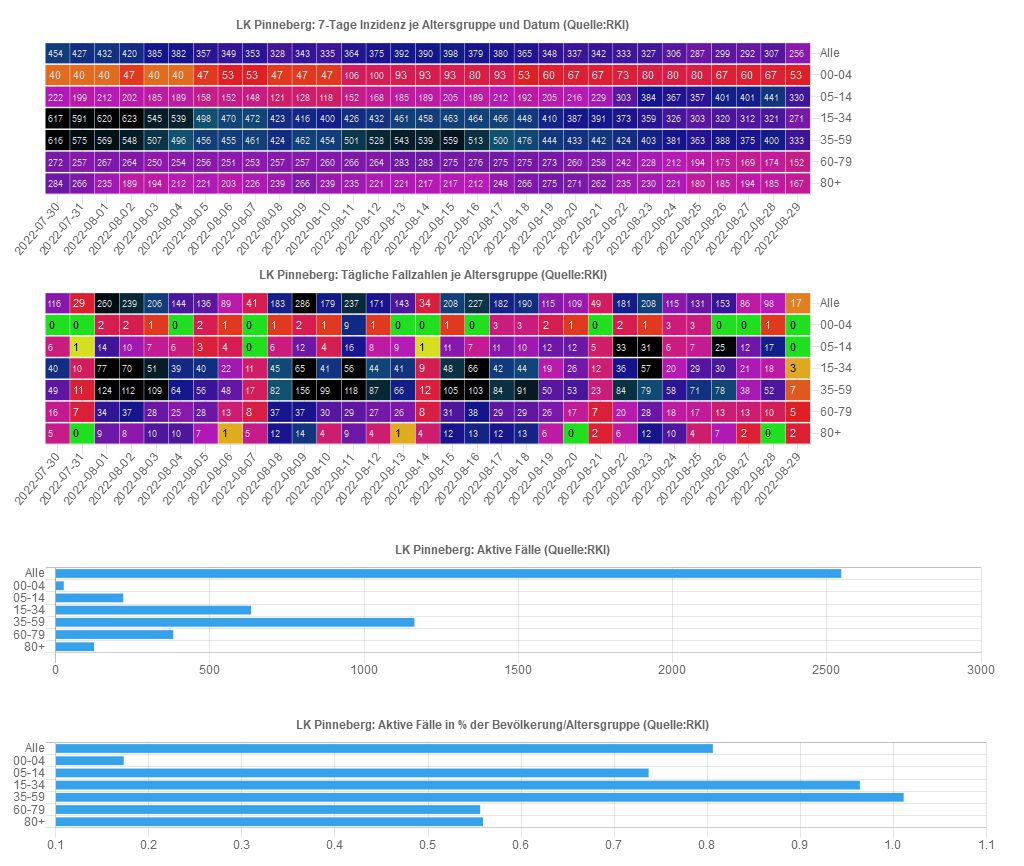 LK Pinneberg: 7-Tage Inzidenz je Altersgruppe und Datum (Quelle:RKI)
454 427 432 420 385 382 357 349 353 328 343 335 364 375 392 390 398 379 380 365 348 337 342 333 327 306 287 299 292 307 256 Alle
40 40 40 47 40 40 47 53 53 47 47 47 106 100 93 93 93 80 93 53 60 67 67 73 80 80 80 67 60 67 53 00-04
222 199 212 202 185 189 158 152 148 121 128 118 152 168 185 189 205 189 212 192 205 216 229 303 384 367 357 401 401 441 330 05-14
617 591 620 623 545 539 498 470 472 423 416 400 426 432 461 458 463 464 466 448 410 387 391 373 359 326 303 320 312 321 271 15-34
616 575 569 548 507 496 456 455 461 424 462 454 501 528 543 539 559 513 500 476 444 433 442 424 403 381 363 388 375 400 333 35-59
272 257 267 264 250 254 256 251 253 257 257 260 266 264 283 283 275 276 275 275 273 260 258 242 228 212 194 175 169 174 152 60-79
284 266 235 189 194 212 221 203 226 239 266 239 235 221 221 217 217 212 248 266 275 271 262 235 230 221 180 185 194 185 167 80+
2022-07-30 2022-07-31 2022-08-01 2022-08-02 2022-08-03 2022-08-04 2022-08-05 2022-08-06 2022-08-07 2022-08-08 2022-08-09 2022-08-10 2022-08-11 2022-08-12 2022-08-13 2022-08-14 2022-08-15 2022-08-16 2022-08-17 2022-08-18 2022-08-19 2022-08-20 2022-08-21 2022-08-22 2022-08-23 2022-08-24 2022-08-25 2022-08-26 2022-08-27 2022-08-28 2022-08-29
LK Pinneberg: Tägliche Fallzahlen je Altersgruppe (Quelle:RKI)
116 29 260 239 206 144 136 89 41 183 286 179 237 171 143 34 208 227 182 190 115 109 49 181 208 115 131 153 86 98 17 Alle
0 0 2 2 1 0 2 1 0 1 2 1 9 1 0 0 1 0 3 3 2 1 0 2 1 3 3 0 0 1 0 00-04
6 1 14 10 7 6 3 4 0 6 12 4 16 8 9 1 11 7 11 10 12 12 5 33 31 6 7 25 12 17 0 05-14
40 10 77 70 51 39 40 22 11 45 65 41 56 44 41 9 48 66 42 44 19 26 12 36 57 20 29 30 21 18 3 15-34
49 11 124 112 109 64 56 48 17 82 156 99 118 87 66 12 105 103 84 91 50 53 23 84 79 58 71 78 38 52 7 35-59
16 7 34 37 28 25 28 13 8 37 37 30 29 27 26 8 31 38 29 29 26 17 7 20 28 18 17 13 13 10 5 60-79
5 0 9 8 10 10 7 1 5 12 14 4 9 4 1 4 12 13 12 13 6 0 2 6 12 10 4 7 2 0 2 80+
2022-07-30 2022-07-31 2022-08-01 2022-08-02 2022-08-03 2022-08-04 2022-08-05 2022-08-06 2022-08-07 2022-08-08 2022-08-09 2022-08-10 2022-08-11 2022-08-12 2022-08-13 2022-08-14 2022-08-15 2022-08-16 2022-08-17 2022-08-18 2022-08-19 2022-08-20 2022-08-21 2022-08-22 2022-08-23 2022-08-24 2022-08-25 2022-08-26 2022-08-27 2022-08-28 2022-08-29
LK Pinneberg: Aktive Fälle (Quelle:RKI)
Alle
00-04
05-14
15-34
35-59
60-79
80+
0 500 1000 1500 2000 2500 3000
LK Pinneberg: Aktive Fälle in % der Bevölkerung/Altersgruppe (Quelle:RKI)
Alle
00-04
05-14
15-34
35-59
60-79
80+
0.1 0.2 0.3 0.4 0.5 0.6 0.7 0.8 0.9 1.0 1.1